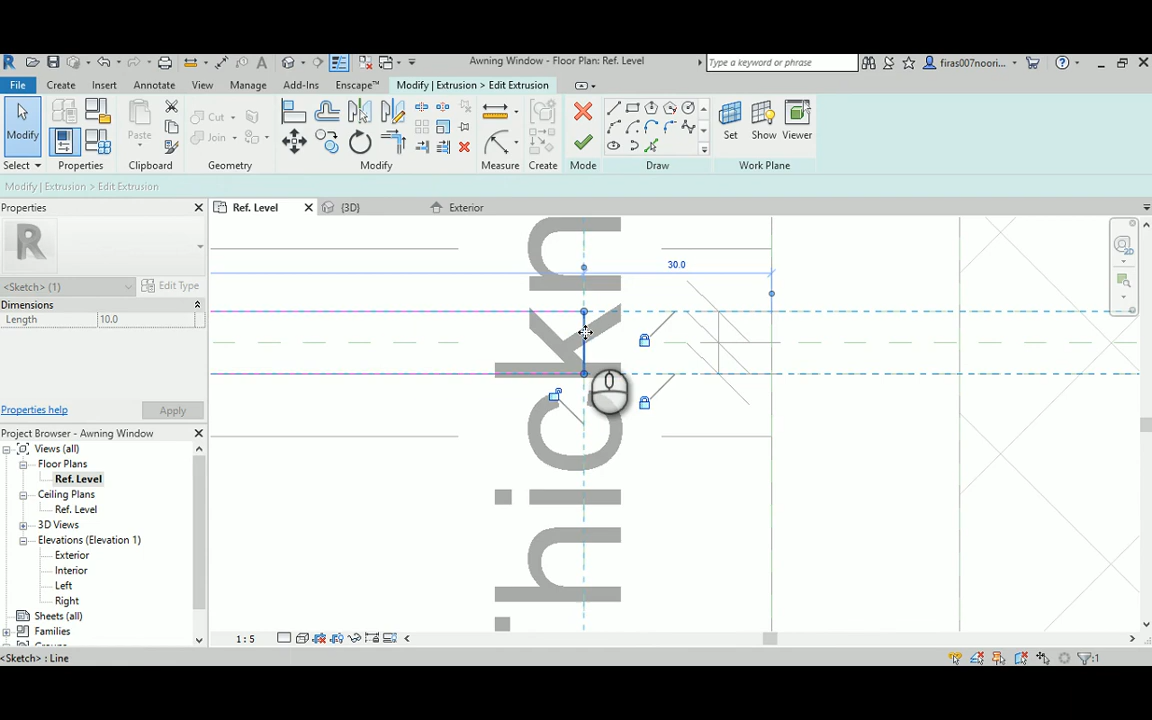 Awning Window - Floor Plan: Ref. Level
Type a keyword or phrase
firas007noori...
File
Create
Insert
Annotate
View
Manage
Add-Ins
Enscape™
Modify | Extrusion > Edit Extrusion
Modify
Paste
Cut
Join
Set
Show
Viewer
Select
Properties
Clipboard
Geometry
Modify
Measure
Create
Mode
Draw
Work Plane
Modify | Extrusion > Edit Extrusion
Properties
Ref. Level
{3D}
Exterior
R
<Sketch> (1)
Edit Type
Dimensions
Length
10.0
Properties help
Apply
Project Browser - Awning Window
Views (all)
Floor Plans
Ref. Level
Ceiling Plans
Ref. Level
3D Views
Elevations (Elevation 1)
Exterior
Interior
Left
Right
Sheets (all)
Families
30.0
hickn
1 : 5
<Sketch> : Line
:1